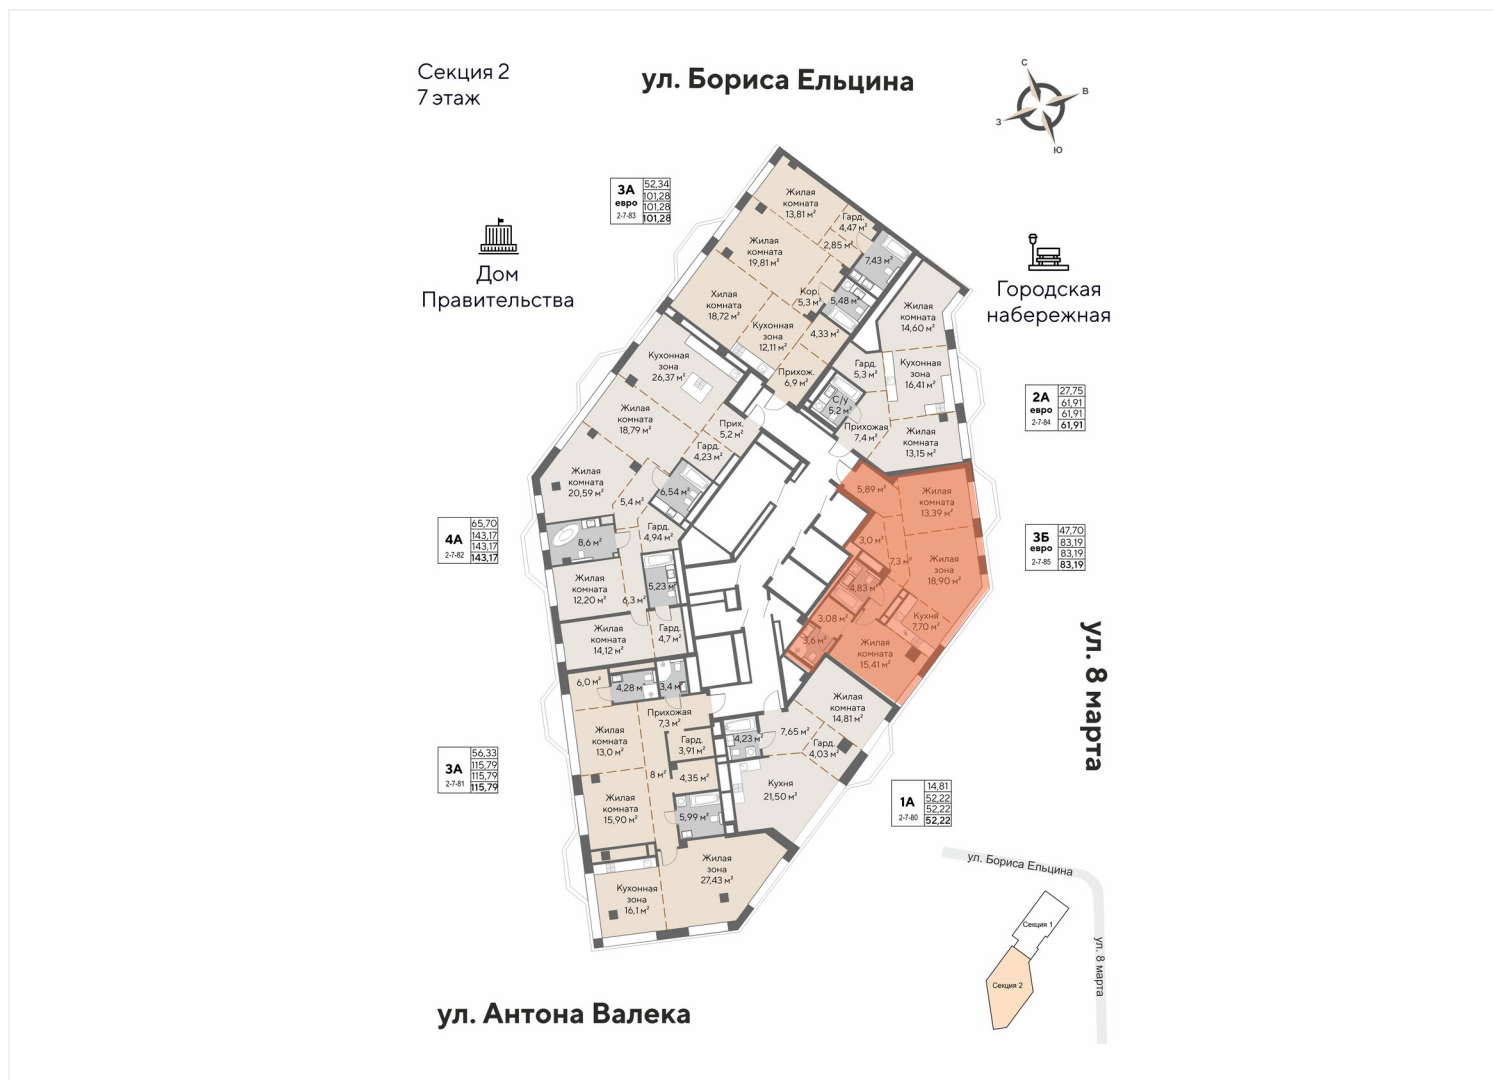 Секция 2
7 этаж
ул. Бориса Ельцина
С
В
З
Ю
3А
евро
2-7-83
52,34
101,28
101,28
101,28
Дом
Правительства
Городская
набережная
Жилая
комната
13,81 м²
Гард.
4,47 м²
2,85 м²
7,43 м²
Жилая
комната
19,81 м²
Кор.
5,3 м²
5,48 м²
Хилая
комната
18,72 м²
Кухонная
зона
12,11 м²
4,33 м²
Прихож.
6,9 м²
Жилая
комната
14,60 м²
Кухонная
зона
16,41 м²
Гард.
5,3 м²
С/у
5,2 м²
Прихожая
7,4 м²
Жилая
комната
13,15 м²
2А
евро
2-7-84
27,75
61,91
61,91
61,91
Кухонная
зона
26,37 м²
Жилая
комната
18,79 м²
Прих.
5,2 м²
Гард.
4,23 м²
Жилая
комната
20,59 м²
6,54 м²
5,4 м²
Гард.
4,94 м²
8,6 м²
Жилая
комната
12,20 м²
5,23 м²
6,3 м²
Жилая
комната
14,12 м²
Гард.
4,7 м²
4А
2-7-82
65,70
143,17
143,17
143,17
5,89 м²
Жилая
комната
13,39 м²
3,0 м²
7,3 м²
Жилая
зона
18,90 м²
4,83 м²
3,08 м²
Кухня
7,70 м²
3,6 м²
Жилая
комната
15,41 м²
3Б
евро
2-7-85
47,70
83,19
83,19
83,19
ул. 8 марта
6,0 м²
4,28 м²
3,4 м²
Прихожая
7,3 м²
Жилая
комната
13,0 м²
Гард.
3,91 м²
8 м²
4,35 м²
Жилая
комната
15,90 м²
5,99 м²
Жилая
зона
27,43 м²
Кухонная
зона
16,1 м²
3А
2-7-81
56,33
115,79
115,79
115,79
Жилая
комната
14,81 м²
7,65 м²
4,23 м²
Гард.
4,03 м²
Кухня
21,50 м²
1А
2-7-80
14,81
52,22
52,22
52,22
ул. Бориса Ельцина
Секция 1
Секция 2
ул. 8 марта
ул. Антона Валека